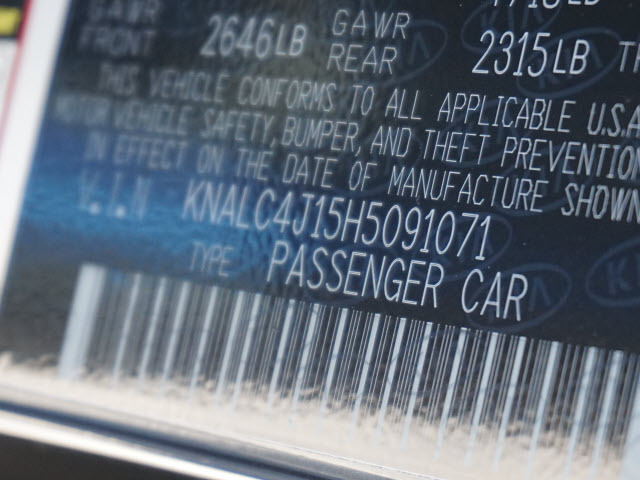 GAWR FRONT 2646LB GAWR REAR 2315LB
THIS VEHICLE CONFORMS TO ALL APPLICABLE U.S.A
MOTOR VEHICLE SAFETY, BUMPER, AND THEFT PREVENTION
IN EFFECT ON THE DATE OF MANUFACTURE SHOWN
V.I.N KNALC4J15H5091071
TYPE PASSENGER CAR